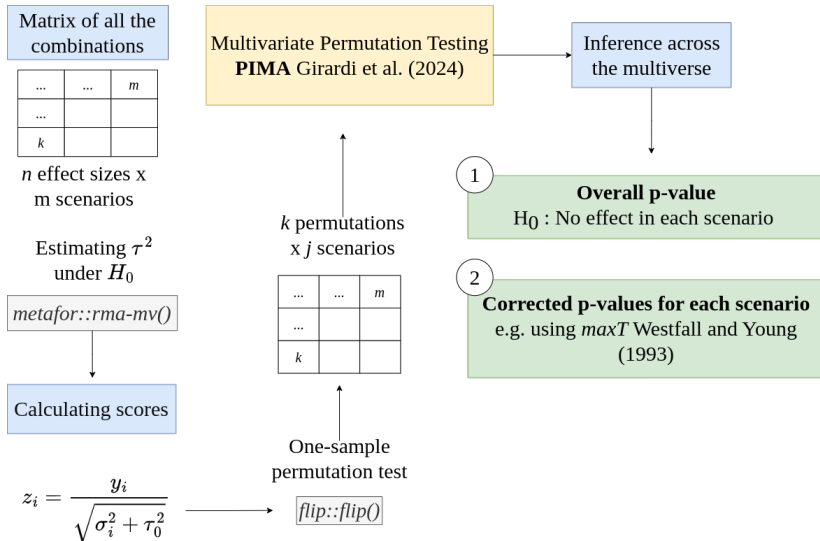 Matrix of all the
combinations
... ... m
...
k
n effect sizes x
m scenarios
Estimating τ²
under H₀
metafor::rma-mv()
Calculating scores
zᵢ = yᵢ / √(σᵢ² + τ₀²)
One-sample
permutation test
flip::flip()
k permutations
x j scenarios
... ... m
...
k
Multivariate Permutation Testing
PIMA Girardi et al. (2024)
Inference across
the multiverse
1
Overall p-value
H₀ : No effect in each scenario
2
Corrected p-values for each scenario
e.g. using maxT Westfall and Young
(1993)